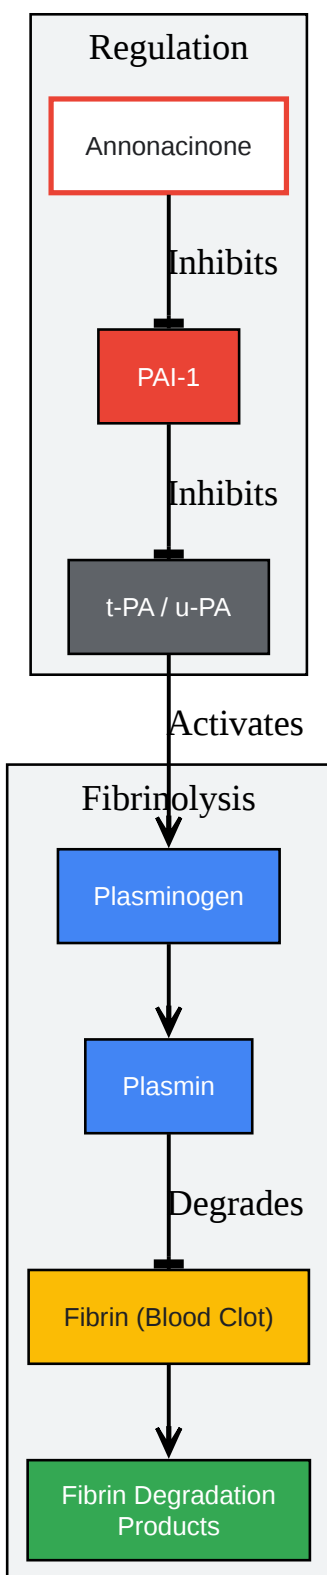 Regulation
Annonacinone
Inhibits
PAI-1
Inhibits
t-PA / u-PA
Activates
Fibrinolysis
Plasminogen
Plasmin
Degrades
Fibrin (Blood Clot)
Fibrin Degradation
Products